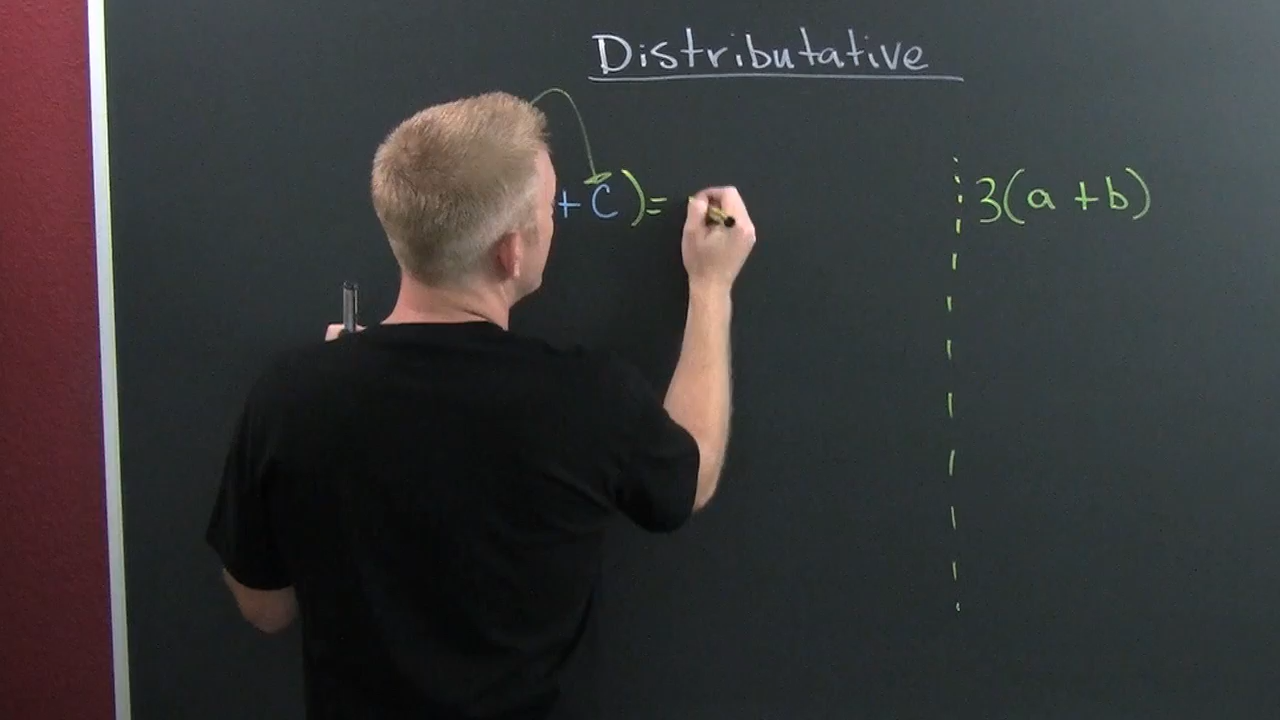 Distributative
+ C ) =
3(a + b)